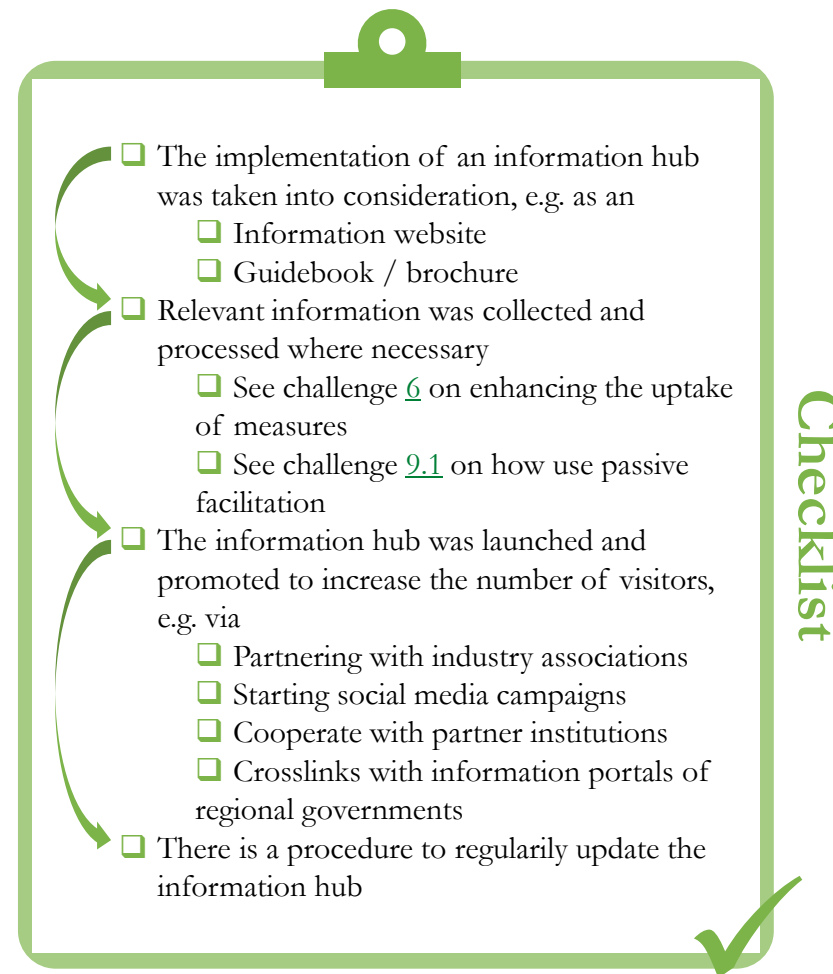 The implementation of an information hub
was taken into consideration, e.g. as an
Information website
Guidebook / brochure
Relevant information was collected and
processed where necessary
See challenge 6 on enhancing the uptake
of measures
See challenge 9.1 on how use passive
facilitation
The information hub was launched and
promoted to increase the number of visitors,
e.g. via
Partnering with industry associations
Starting social media campaigns
Cooperate with partner institutions
Crosslinks with information portals of
regional governments
There is a procedure to regularily update the
information hub
Checklist